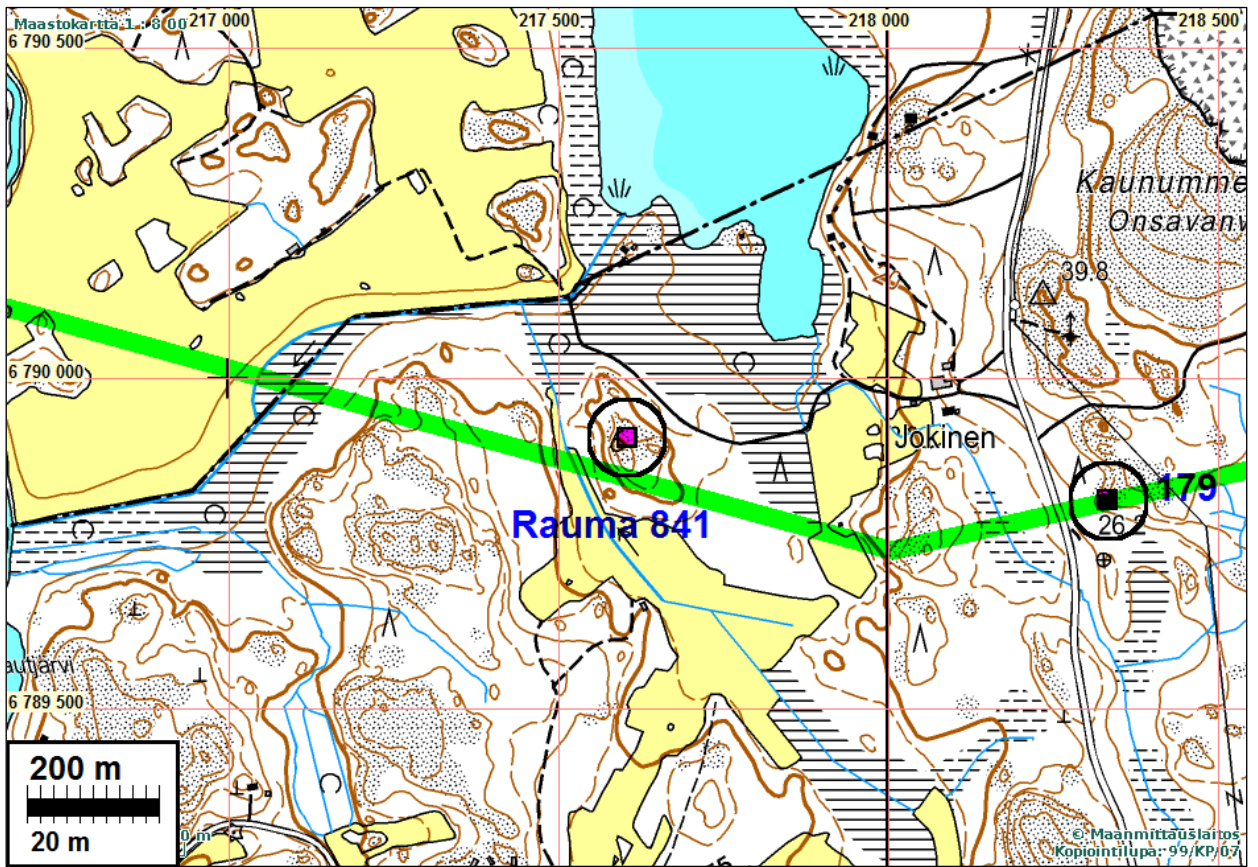 Maastokartta 1 : 8 00
217 000
217 500
218 000
218 500
6 790 500
Kaunumme
Onsavanv
39.8
6 790 000
Jokinen
179
Rauma 841
26
autjärvi
6 789 500
200 m
20 m
0 m
© Maanmittauslaitos
Kopiointilupa: 99/KP/07